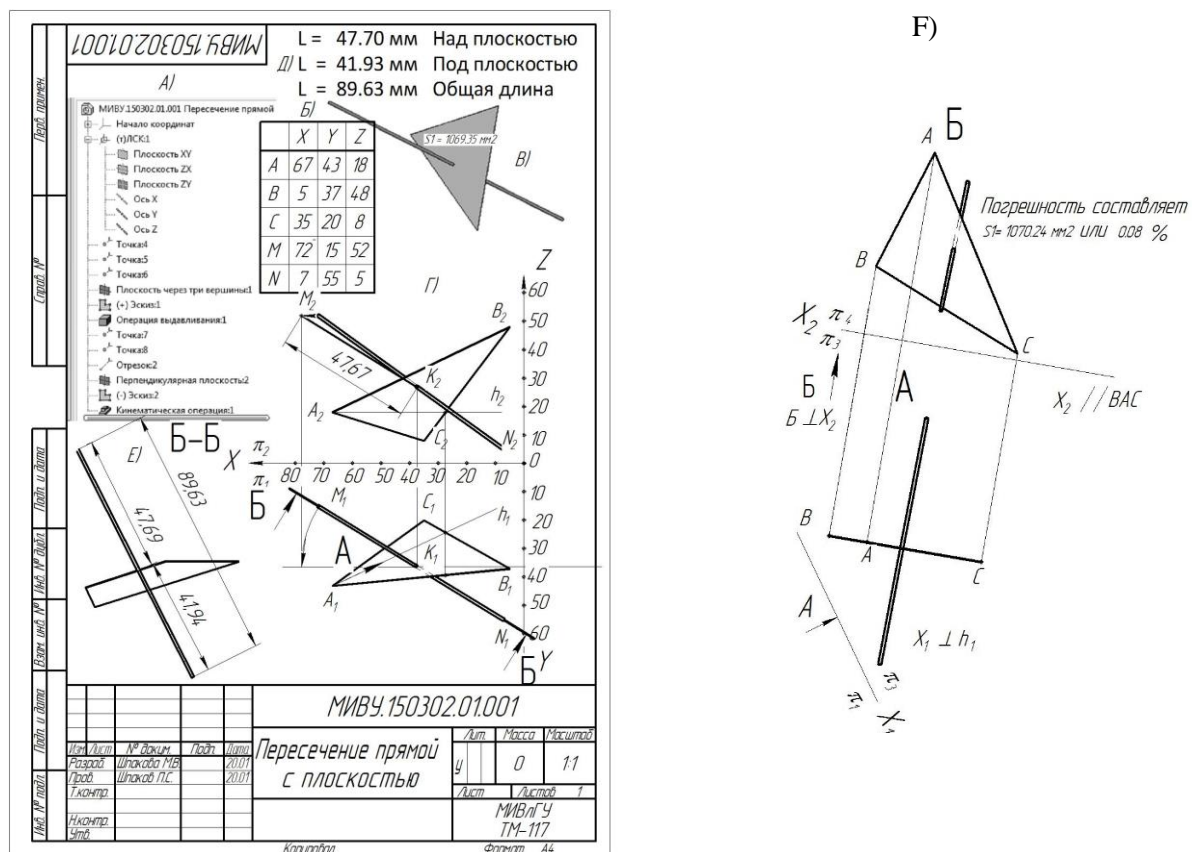 МИВУ.150302.01.001
L = 47.70 мм Над плоскостью
Д) L = 41.93 мм Под плоскостью
L = 89.63 мм Общая длина
А)
МИВУ.150302.01.001 Пересечение прямой
Начало координат
(т)ЛСК:1
Плоскость XY
Плоскость ZX
Плоскость ZY
Ось X
Ось Y
Ось Z
Точка:4
Точка:5
Точка:6
Плоскость через три вершины:1
(+) Эскиз:1
Операция выдавливания:1
Точка:7
Точка:8
Отрезок:2
Перпендикулярная плоскость:2
(-) Эскиз:2
Кинематическая операция:1
Б)
X Y Z
A 67 43 18
B 5 37 48
C 35 20 8
M 72 15 52
N 7 55 5
S1 = 1069.35 мм2
В)
Г)
Z
60
50
40
30
20
10
0
M₂
B₂
47,67
K₂
A₂
h₂
C₂
N₂
X
π₂
π₁
80 70 60 50 40 30 20 10
10
20
30
40
50
60
Y
Б
M₁
C₁
h₁
А
K₁
A₁
B₁
N₁
Б
Б-Б
Е)
89,63
47,69
41,94
Перв. примен.
Справ. №
Подп. и дата
Инв. № дубл.
Взам. инв. №
Подп. и дата
Инв. № подл.
МИВУ.150302.01.001
Изм. Лист № докум. Подп. Дата
Разраб. Шпакова М.В. 20.01
Пров. Шпаков П.С. 20.01
Т.контр.
Н.контр.
Утв.
Пересечение прямой
с плоскостью
Лит. Масса Масштаб
у 0 1:1
Лист Листов 1
МИВлГУ
ТМ-117
Копировал Формат А4
F)
A Б
Погрешность составляет
S1= 1070.24 мм2 ИЛИ 0.08 %
B
X₂ π₄
π₃
C
Б
Б ⊥X₂
А
X₂ // BAC
B
A
C
А
X₁ ⊥ h₁
π₃
π₁
X₁